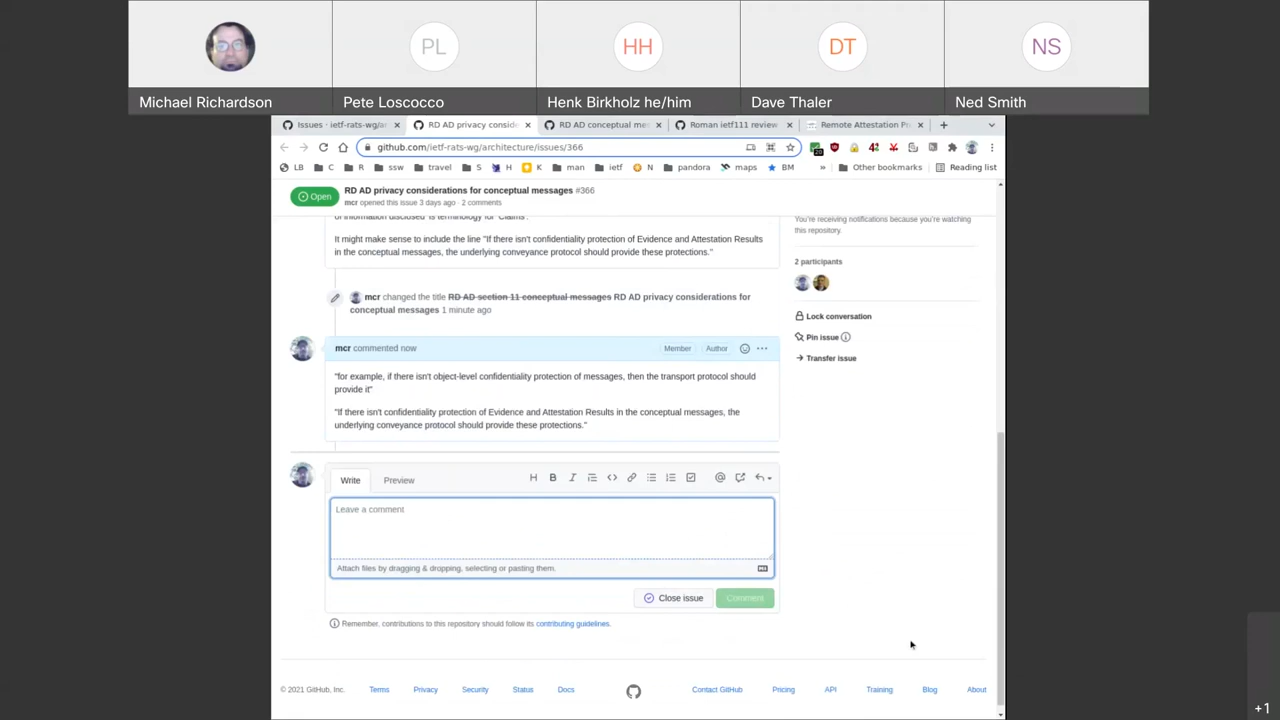 PL
HH
DT
NS
Michael Richardson
Pete Loscocco
Henk Birkholz he/him
Dave Thaler
Ned Smith
Issues · ietf-rats-wg/ar
RD AD privacy conside
RD AD conceptual me
Roman ietf111 review
Remote Attestation Pr
github.com/ietf-rats-wg/architecture/issues/366
LB
C
R
ssw
travel
S
H
K
man
ietf
N
pandora
maps
BM
»
Other bookmarks
Reading list
Open
RD AD privacy considerations for conceptual messages #366
mcr opened this issue 3 days ago · 2 comments
of information disclosed' is terminology for 'Claims'.
It might make sense to include the line "If there isn't confidentiality protection of Evidence and Attestation Results
in the conceptual messages, the underlying conveyance protocol should provide these protections."
You're receiving notifications because you're watching
this repository.
2 participants
mcr changed the title RD AD section 11 conceptual messages RD AD privacy considerations for
conceptual messages 1 minute ago
Lock conversation
Pin issue
Transfer issue
mcr commented now
Member
Author
"for example, if there isn't object-level confidentiality protection of messages, then the transport protocol should
provide it"
"If there isn't confidentiality protection of Evidence and Attestation Results in the conceptual messages, the
underlying conveyance protocol should provide these protections."
Write
Preview
Leave a comment
Attach files by dragging & dropping, selecting or pasting them.
Close issue
Comment
Remember, contributions to this repository should follow its contributing guidelines.
© 2021 GitHub, Inc.
Terms
Privacy
Security
Status
Docs
Contact GitHub
Pricing
API
Training
Blog
About
+1